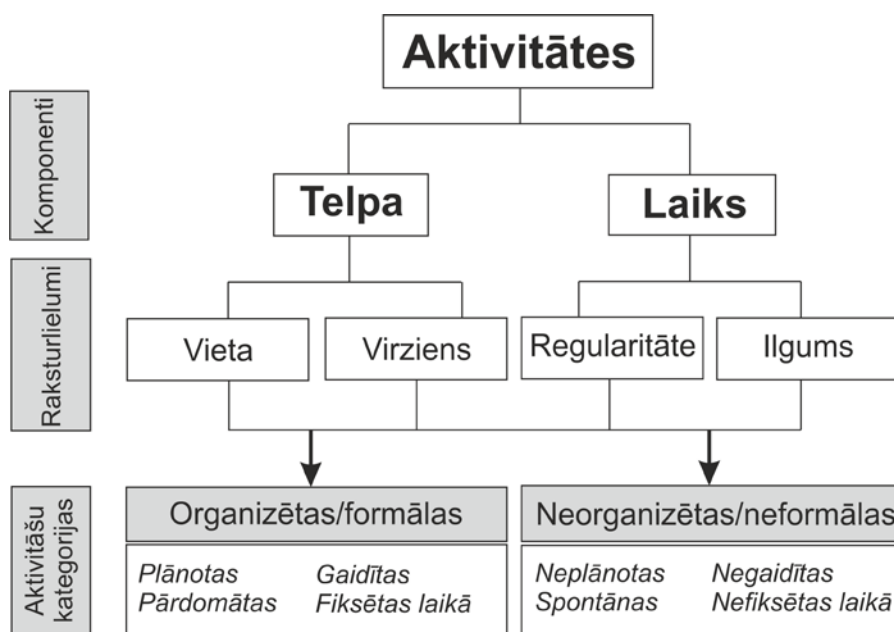 Aktivitātes
Komponenti
Telpa
Laiks
Raksturlielumi
Vieta
Virziens
Regularitāte
Ilgums
Aktivitāšu
kategorijas
Organizētas/formālas
Neorganizētas/neformālas
Plānotas Gaidītas
Pārdomātas Fiksētas laikā
Neplānotas Negaidītas
Spontānas Nefiksētas laikā